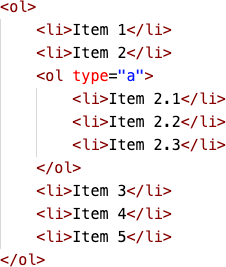 <ol>
    <li>Item 1</li>
    <li>Item 2</li>
    <ol type="a">
        <li>Item 2.1</li>
        <li>Item 2.2</li>
        <li>Item 2.3</li>
    </ol>
    <li>Item 3</li>
    <li>Item 4</li>
    <li>Item 5</li>
</ol>